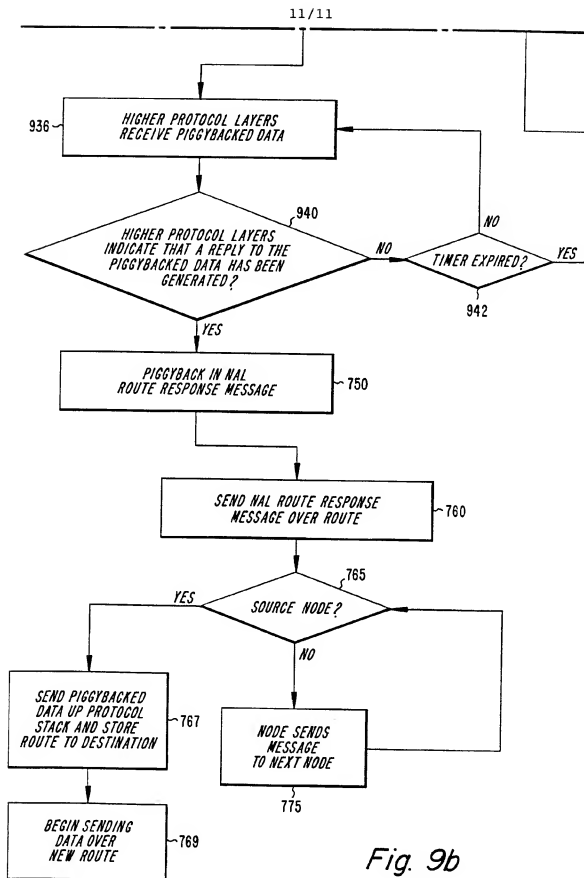 11/11
936
HIGHER PROTOCOL LAYERS
RECEIVE PIGGYBACKED DATA
940
HIGHER PROTOCOL LAYERS
INDICATE THAT A REPLY TO THE
PIGGYBACKED DATA HAS BEEN
GENERATED?
NO
NO
TIMER EXPIRED?
YES
942
YES
PIGGYBACK IN NAL
ROUTE RESPONSE MESSAGE
750
SEND NAL ROUTE RESPONSE
MESSAGE OVER ROUTE
760
765
YES
SOURCE NODE?
NO
SEND PIGGYBACKED
DATA UP PROTOCOL
STACK AND STORE
ROUTE TO DESTINATION
767
NODE SENDS
MESSAGE
TO NEXT NODE
775
BEGIN SENDING
DATA OVER
NEW ROUTE
769
Fig. 9b